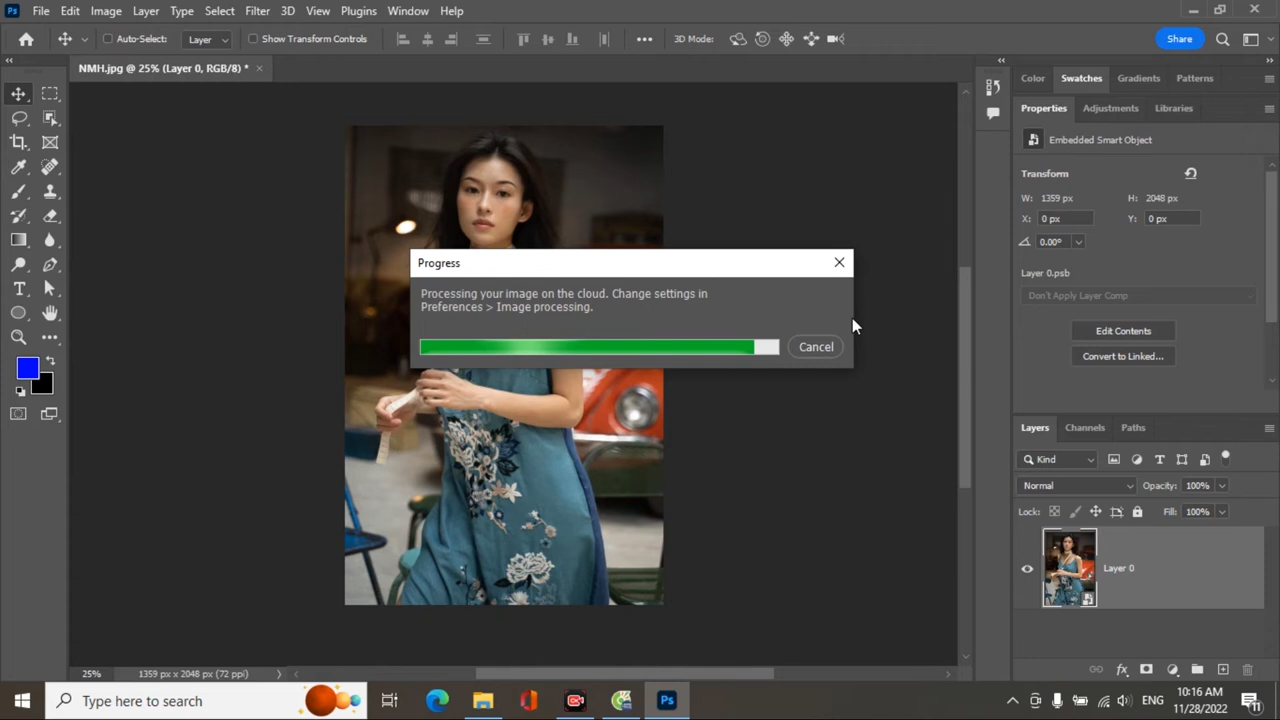 Ps File Edit Image Layer Type Select Filter 3D View Plugins Window Help
Auto-Select: Layer Show Transform Controls 3D Mode: Share
NMH.jpg @ 25% (Layer 0, RGB/8) *
Color Swatches Gradients Patterns
Properties Adjustments Libraries
Embedded Smart Object
Transform
W: 1359 px H: 2048 px
X: 0 px Y: 0 px
0.00°
Layer 0.psb
Don't Apply Layer Comp
Edit Contents
Convert to Linked...
Progress
Processing your image on the cloud. Change settings in
Preferences > Image processing.
Cancel
Layers Channels Paths
Kind
Normal Opacity: 100%
Lock: Fill: 100%
Layer 0
25% 1359 px x 2048 px (72 ppi)
Type here to search
Ps
ENG
10:16 AM
11/28/2022
11